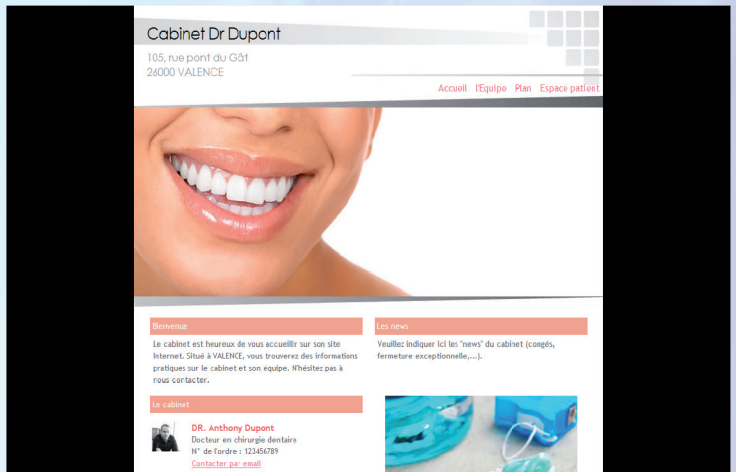 Cabinet Dr Dupont
105, rue pont du Gât
26000 VALENCE
Accueil l'Equipe Plan Espace patient
Bienvenue
Le cabinet est heureux de vous accueillir sur son site
Internet. Situé à VALENCE, vous trouverez des informations
pratiques sur le cabinet et son équipe. N'hésitez pas à
nous contacter.
Les news
Veuillez indiquer ici les "news" du cabinet (congés,
fermeture exceptionnelle,...).
Le cabinet
DR. Anthony Dupont
Docteur en chirurgie dentaire
N° de l'ordre : 123456789
Contacter par email